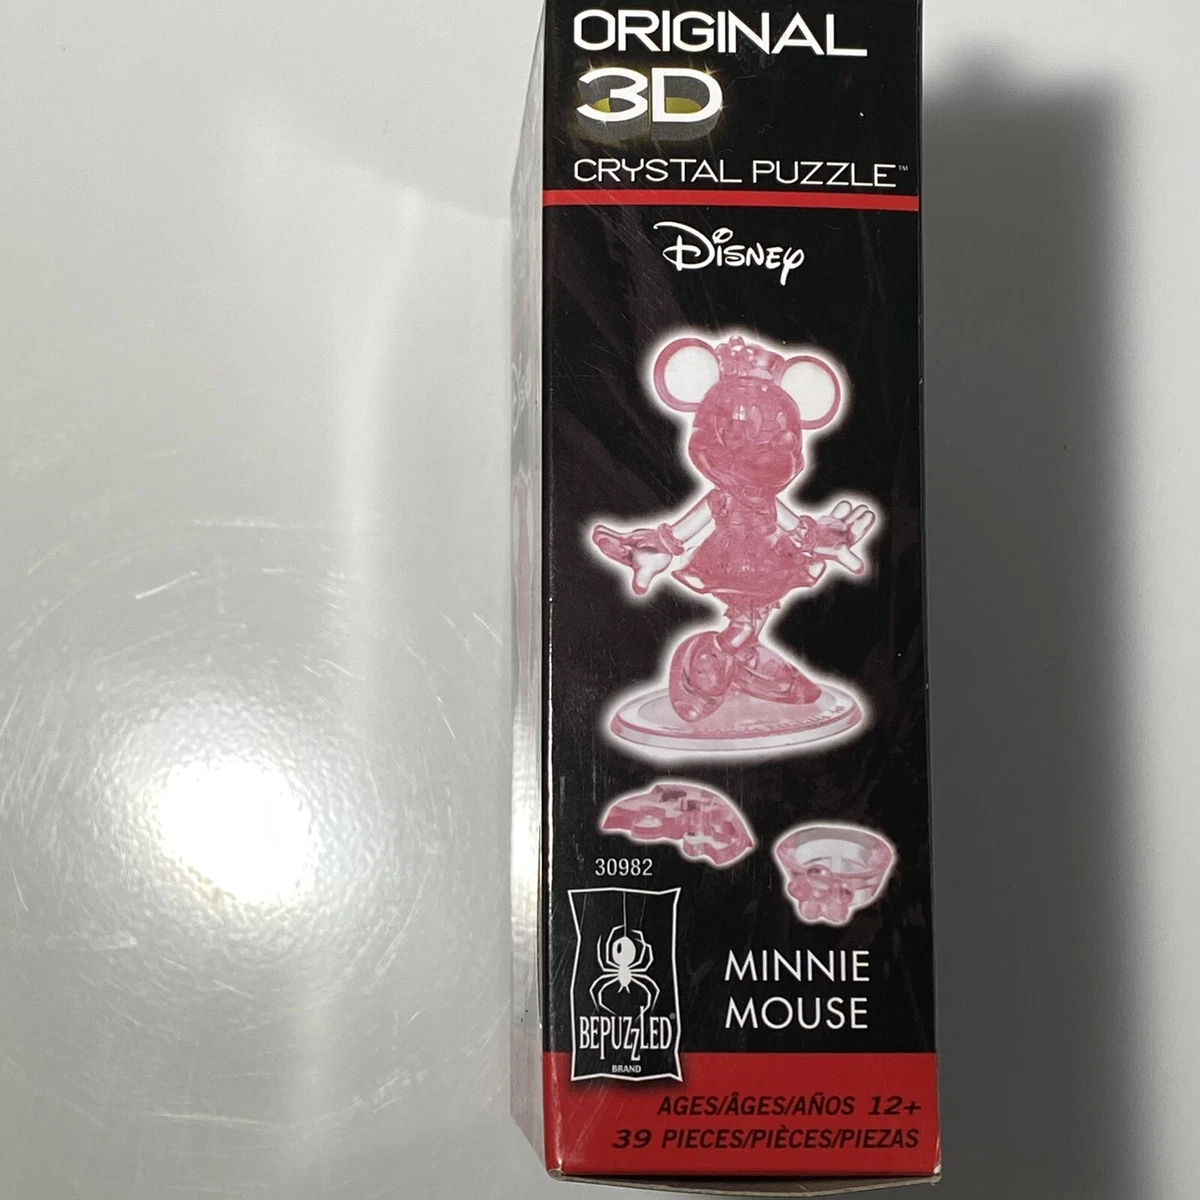 ORIGINAL
3D
CRYSTAL PUZZLE™
Disney
30982
BEPUZZLED®
BRAND
MINNIE
MOUSE
AGES/ÂGES/AÑOS 12+
39 PIECES/PIÈCES/PIEZAS